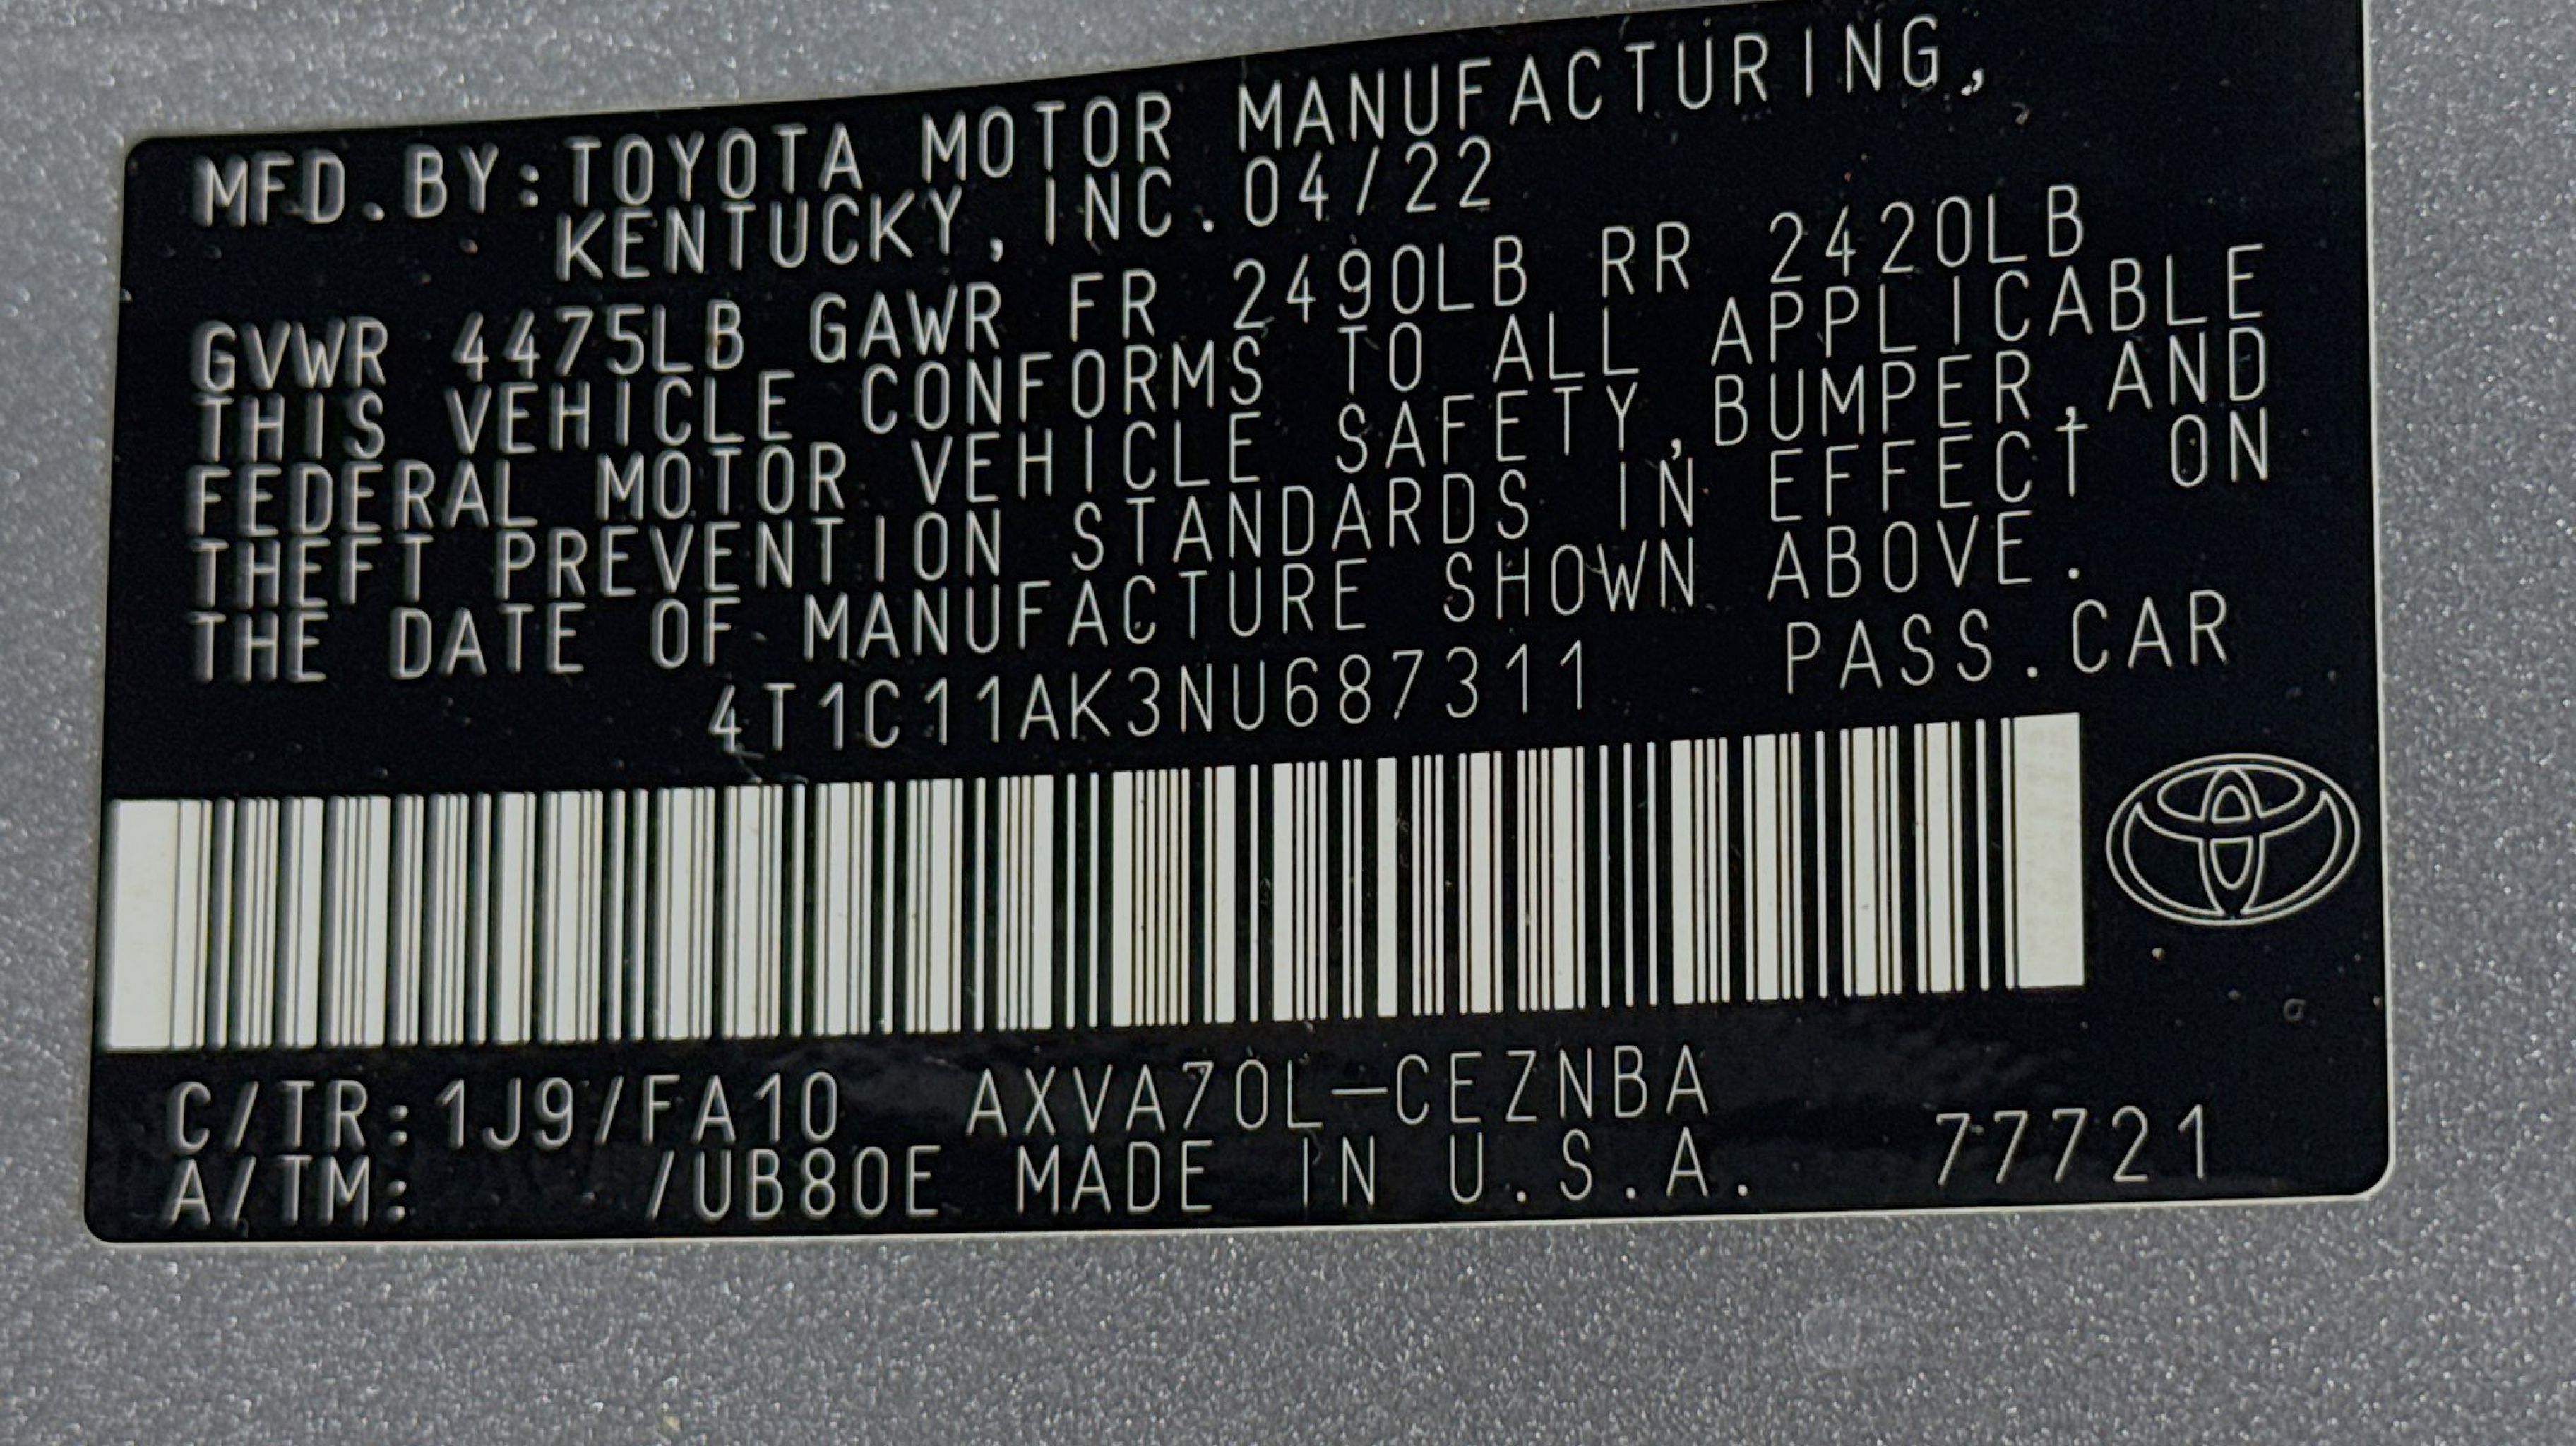 MFD.BY:TOYOTA MOTOR MANUFACTURING,
KENTUCKY, INC.04/22
GVWR 4475LB GAWR FR 2490LB RR 2420LB
THIS VEHICLE CONFORMS TO ALL APPLICABLE
FEDERAL MOTOR VEHICLE SAFETY,BUMPER,AND
THEFT PREVENTION STANDARDS IN EFFECT ON
THE DATE OF MANUFACTURE SHOWN ABOVE.
4T1C11AK3NU687311 PASS.CAR
C/TR:1J9/FA10 AXVA70L-CEZNBA
A/TM: /UB80E MADE IN U.S.A. 77721